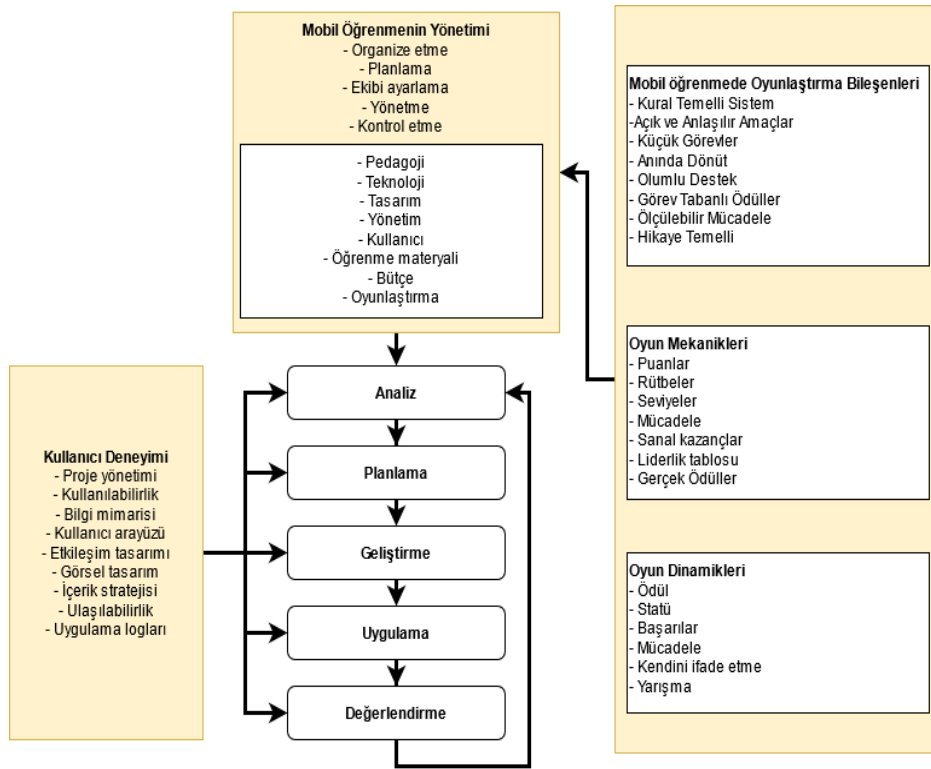 Mobil Öğrenmenin Yönetimi
- Organize etme
- Planlama
- Ekibi ayarlama
- Yönetme
- Kontrol etme
- Pedagoji
- Teknoloji
- Tasarım
- Yönetim
- Kullanıcı
- Öğrenme materyali
- Bütçe
- Oyunlaştırma
Mobil öğrenmede Oyunlaştırma Bileşenleri
- Kural Temelli Sistem
-Açık ve Anlaşılır Amaçlar
- Küçük Görevler
- Anında Dönüt
- Olumlu Destek
- Görev Tabanlı Ödüller
- Ölçülebilir Mücadele
- Hikaye Temelli
Oyun Mekanikleri
- Puanlar
- Rütbeler
- Seviyeler
- Mücadele
- Sanal kazançlar
- Liderlik tablosu
- Gerçek Ödüller
Oyun Dinamikleri
- Ödül
- Statü
- Başarılar
- Mücadele
- Kendini ifade etme
- Yarışma
Kullanıcı Deneyimi
- Proje yönetimi
- Kullanılabilirlik
- Bilgi mimarisi
- Kullanıcı arayüzü
- Etkileşim tasarımı
- Görsel tasarım
- İçerik stratejisi
- Ulaşılabilirlik
- Uygulama logları
Analiz
Planlama
Geliştirme
Uygulama
Değerlendirme